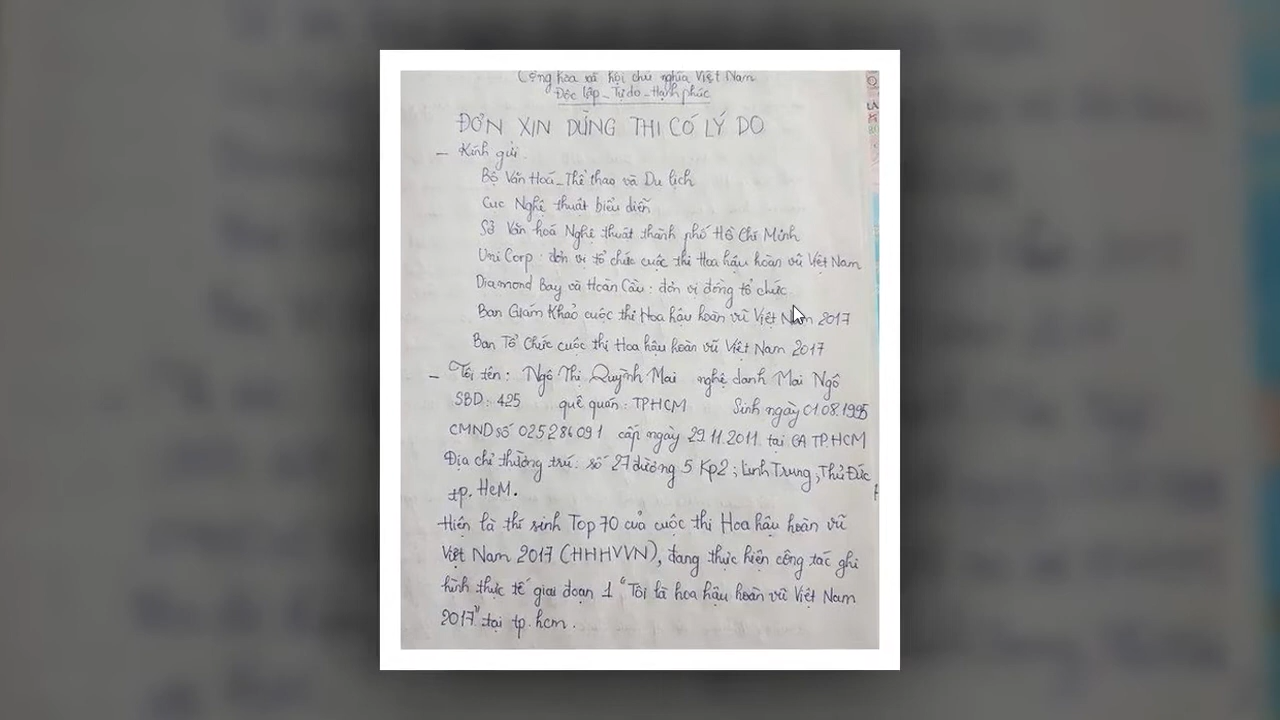 Cộng hòa xã hội chủ nghĩa Việt Nam
Độc lập - Tự do - Hạnh phúc
ĐƠN XIN DỪNG THI CÓ LÝ DO
- Kính gửi:
Bộ Văn Hoá - Thể thao và Du lịch
Cục Nghệ thuật biểu diễn
Sở Văn hoá Nghệ thuật thành phố Hồ Chí Minh
Uni Corp : đơn vị tổ chức cuộc thi Hoa hậu hoàn vũ Việt Nam
Diamond Bay và Hoàn Cầu : đơn vị đồng tổ chức
Ban Giám Khảo cuộc thi Hoa hậu hoàn vũ Việt Nam 2017
Ban Tổ Chức cuộc thi Hoa hậu hoàn vũ Việt Nam 2017
- Tôi tên : Ngô Thị Quỳnh Mai nghệ danh Mai Ngô
SBD : 425 quê quán : TPHCM Sinh ngày 01.08.1995
CMND số 025286091 cấp ngày 29.11.2011 tại CA TP.HCM
Địa chỉ thường trú : số 27 đường 5 Kp2 ; Linh Trung, Thủ Đức
tp. HCM.
Hiện là thí sinh Top 70 của cuộc thi Hoa hậu hoàn vũ
Việt Nam 2017 (HHHVVN), đang thực hiện công tác ghi
hình thực tế giai đoạn 1 "Tôi là hoa hậu hoàn vũ Việt Nam
2017" tại tp. hcm.